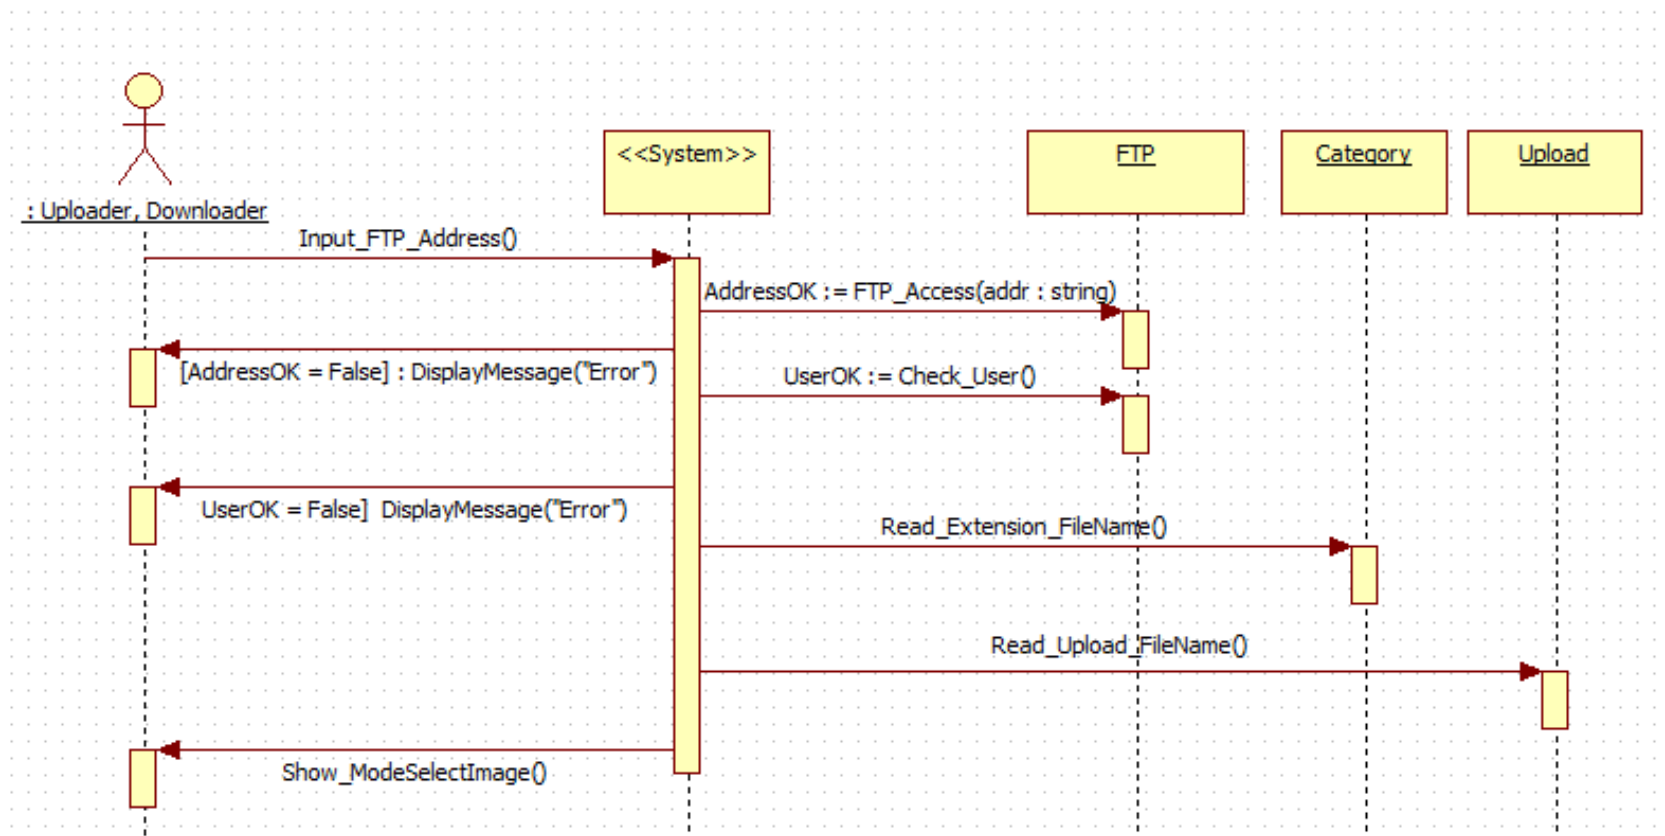 <<System>>
FTP
Category
Upload
: Uploader, Downloader
Input_FTP_Address()
AddressOK := FTP_Access(addr : string)
[AddressOK = False] : DisplayMessage("Error")
UserOK := Check_User()
UserOK = False]  DisplayMessage("Error")
Read_Extension_FileName()
Read_Upload_FileName()
Show_ModeSelectImage()